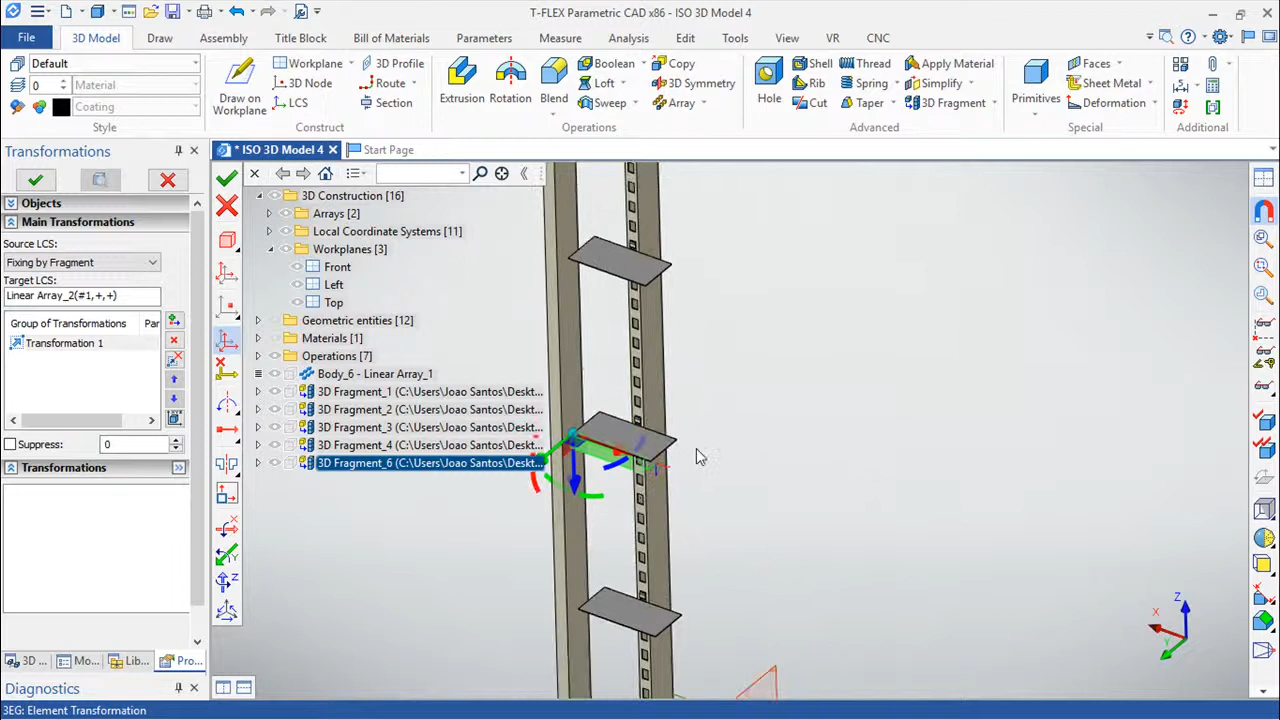 T-FLEX Parametric CAD x86 - ISO 3D Model 4
File 3D Model Draw Assembly Title Block Bill of Materials Parameters Measure Analysis Edit Tools View VR CNC
Default
0 Material
Coating
Style
Draw on Workplane
Workplane 3D Profile
3D Node Route
LCS Section
Construct
Extrusion Rotation Blend
Boolean Copy
Loft 3D Symmetry
Sweep Array
Operations
Hole
Shell Thread Apply Material
Rib Spring Simplify
Cut Taper 3D Fragment
Advanced
Primitives
Faces
Sheet Metal
Deformation
Special
Additional
Transformations
* ISO 3D Model 4 Start Page
Objects
Main Transformations
Source LCS:
Fixing by Fragment
Target LCS:
Linear Array_2(#1,+,+)
Group of Transformations Par
Transformation 1
Suppress: 0
Transformations
3D Construction [16]
Arrays [2]
Local Coordinate Systems [11]
Workplanes [3]
Front
Left
Top
Geometric entities [12]
Materials [1]
Operations [7]
Body_6 - Linear Array_1
3D Fragment_1 (C:\Users\Joao Santos\Deskt...
3D Fragment_2 (C:\Users\Joao Santos\Deskt...
3D Fragment_3 (C:\Users\Joao Santos\Deskt...
3D Fragment_4 (C:\Users\Joao Santos\Deskt...
3D Fragment_6 (C:\Users\Joao Santos\Deskt...
Z
X
Y
3D ... Mo... Lib... Pro...
Diagnostics
3EG: Element Transformation